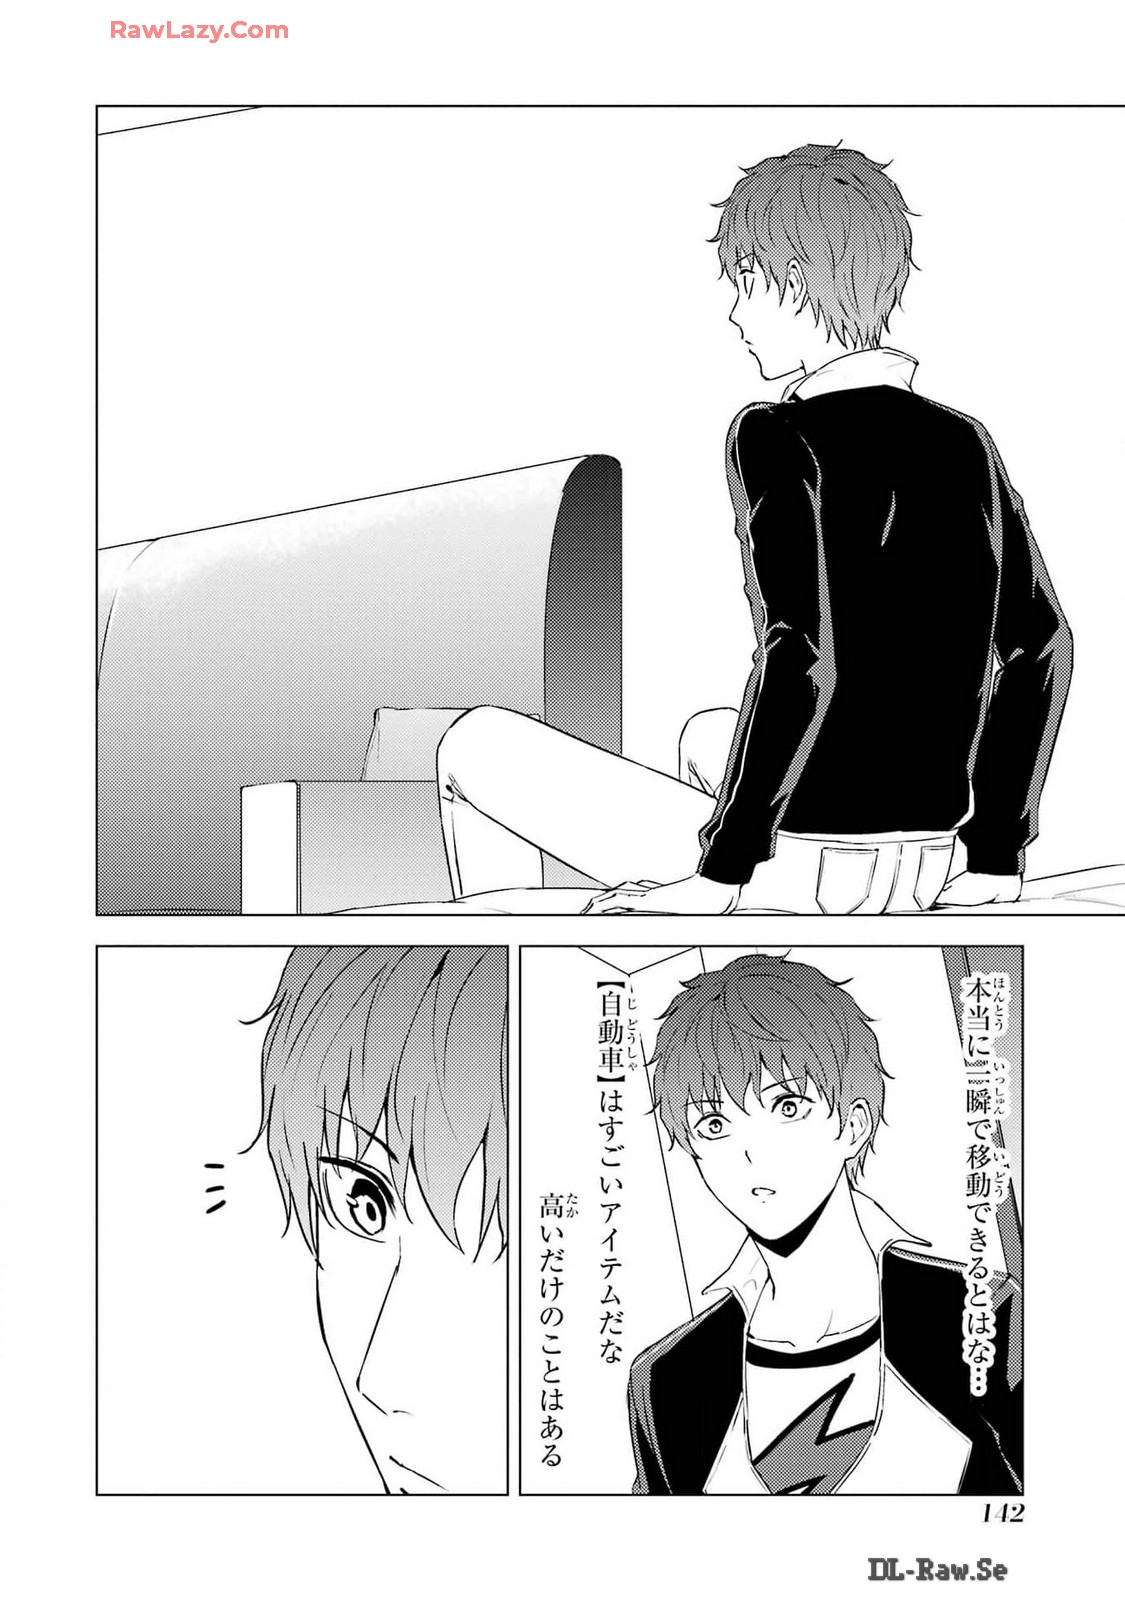 RawLazy.Com
本当に一瞬で移動できるとはな…
【自動車】はすごいアイテムだな
高いだけのことはある
142
DL-Raw.Se